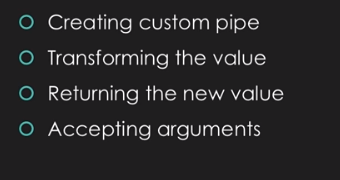 Creating custom pipe
Transforming the value
Returning the new value
Accepting arguments